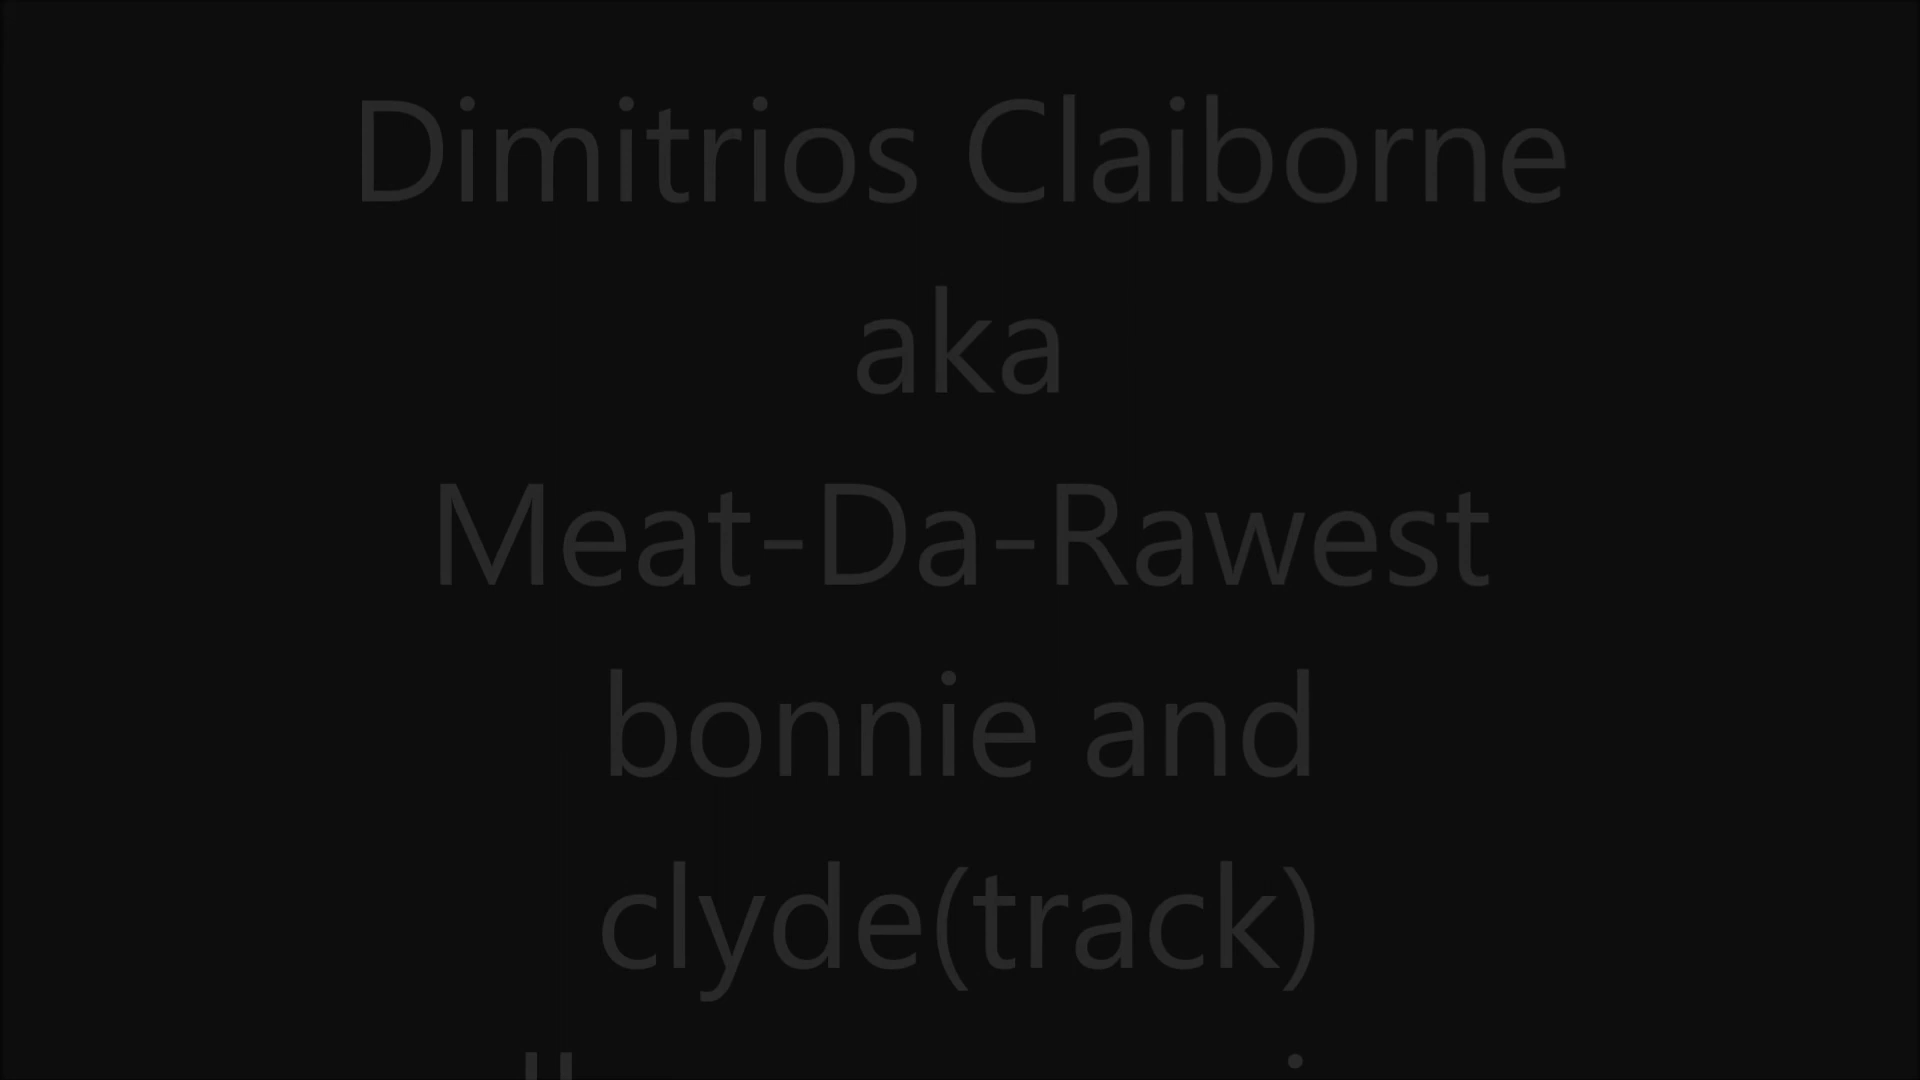 Dimitrios Claiborne
aka
Meat-Da-Rawest
bonnie and
clyde(track)